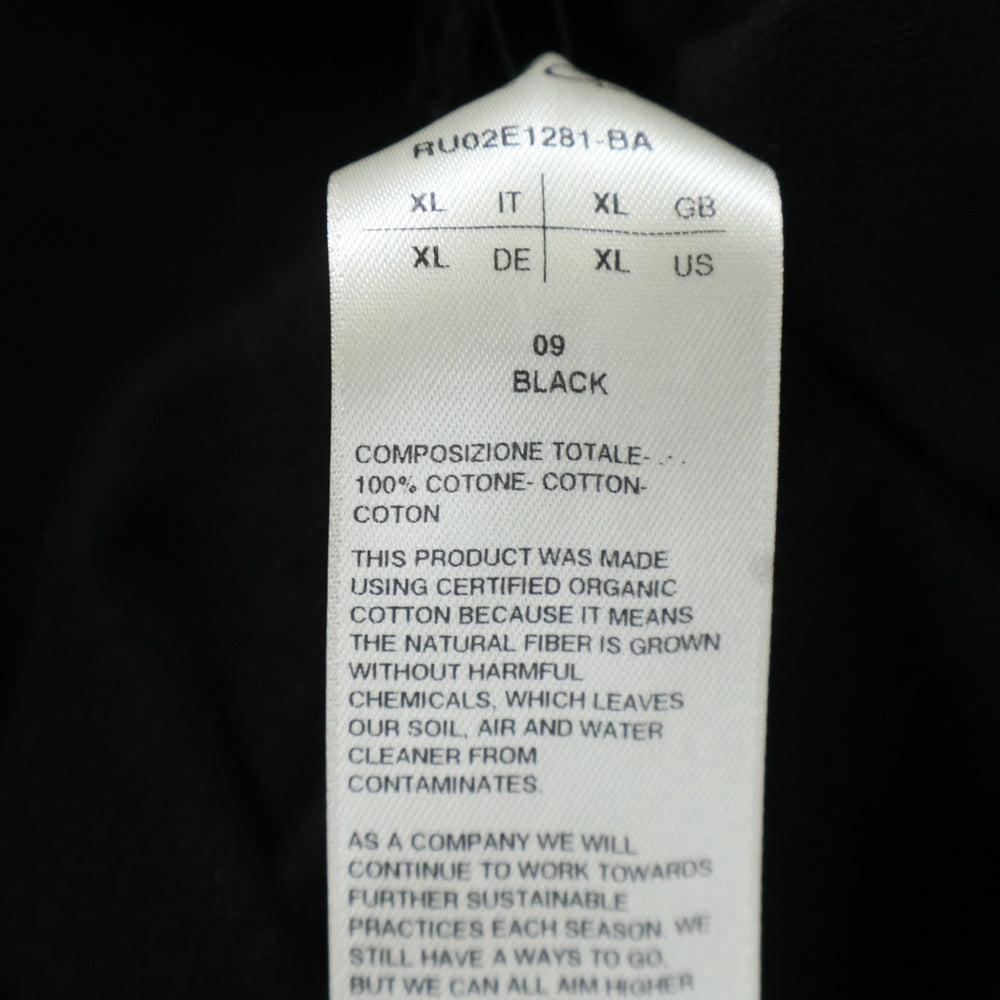 RU02E1281-BA
XL IT XL GB
XL DE XL US
09
BLACK
COMPOSIZIONE TOTALE-
100% COTONE- COTTON-
COTON
THIS PRODUCT WAS MADE
USING CERTIFIED ORGANIC
COTTON BECAUSE IT MEANS
THE NATURAL FIBER IS GROWN
WITHOUT HARMFUL
CHEMICALS, WHICH LEAVES
OUR SOIL, AIR AND WATER
CLEANER FROM
CONTAMINATES.
AS A COMPANY WE WILL
CONTINUE TO WORK TOWARDS
FURTHER SUSTAINABLE
PRACTICES EACH SEASON. WE
STILL HAVE A WAYS TO GO,
BUT WE CAN ALL AIM HIGHER